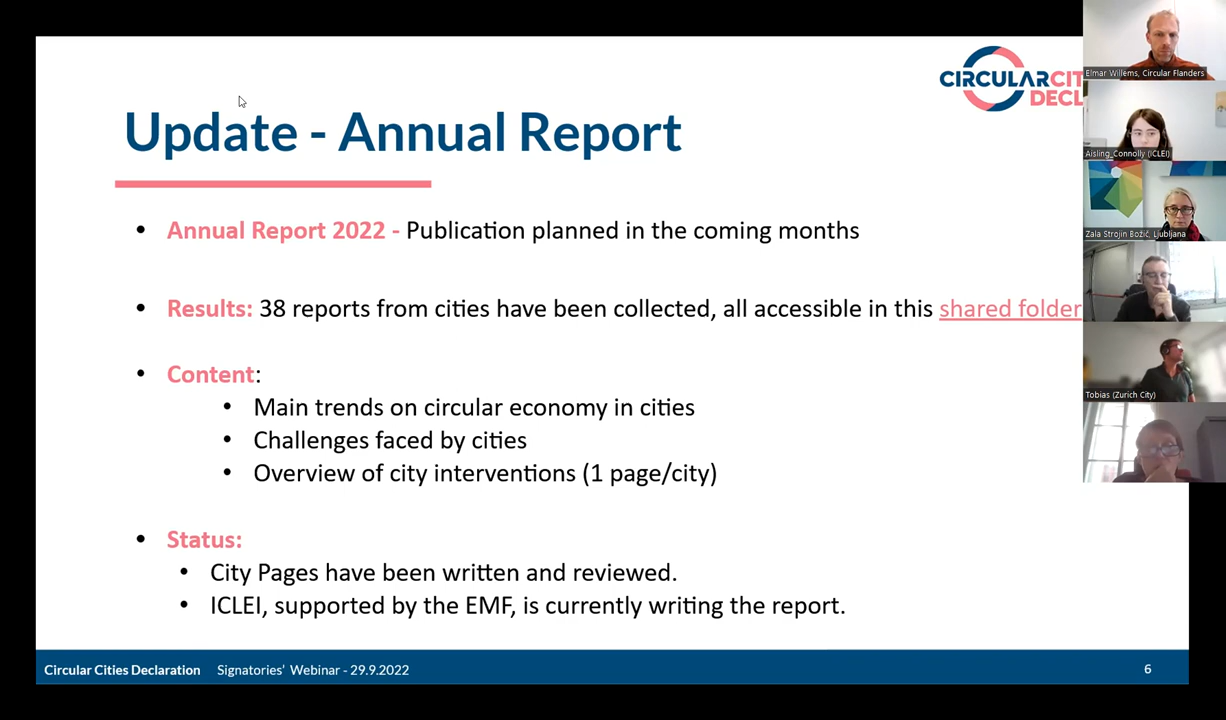 CIRCULARCIT
DECL
Update - Annual Report
• Annual Report 2022 - Publication planned in the coming months
• Results: 38 reports from cities have been collected, all accessible in this shared folder
• Content:
• Main trends on circular economy in cities
• Challenges faced by cities
• Overview of city interventions (1 page/city)
• Status:
• City Pages have been written and reviewed.
• ICLEI, supported by the EMF, is currently writing the report.
Circular Cities Declaration Signatories' Webinar - 29.9.2022 6
Elmar Willems, Circular Flanders
Aisling_Connolly (ICLEI)
Zala Strojin Božič, Ljubljana
Tobias (Zurich City)